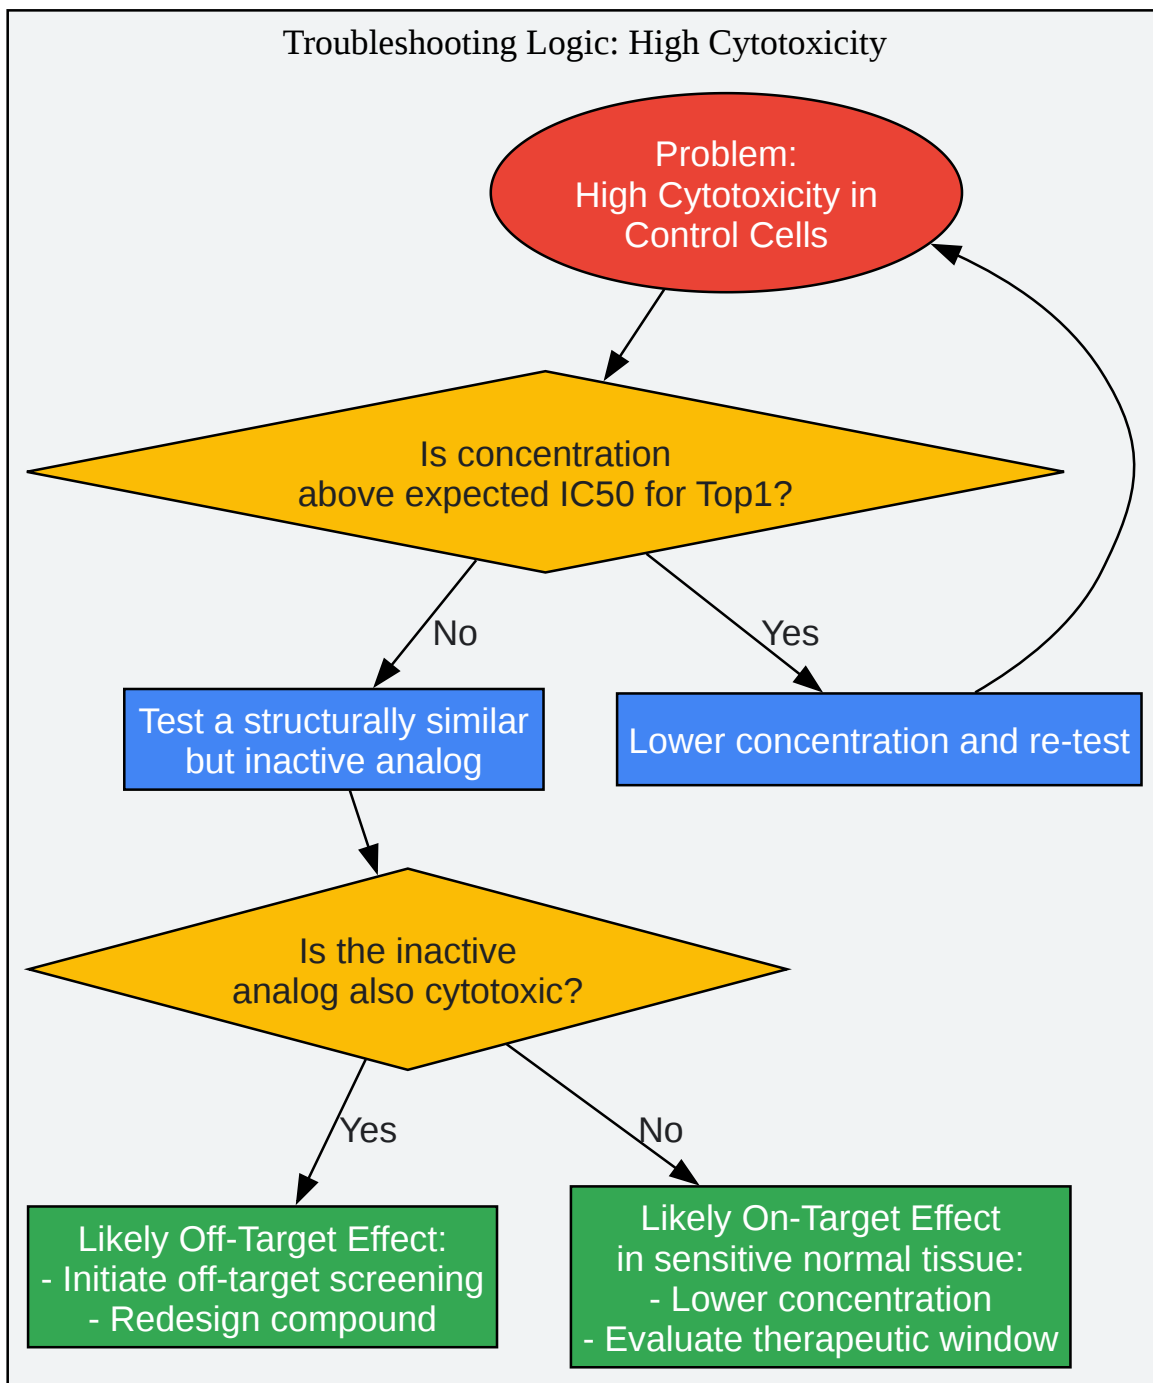 Troubleshooting Logic: High Cytotoxicity
Problem:
High Cytotoxicity in
Control Cells
Is concentration
above expected IC50 for Top1?
No
Yes
Test a structurally similar
but inactive analog
Lower concentration and re-test
Is the inactive
analog also cytotoxic?
Yes
No
Likely Off-Target Effect:
- Initiate off-target screening
- Redesign compound
Likely On-Target Effect
in sensitive normal tissue:
- Lower concentration
- Evaluate therapeutic window